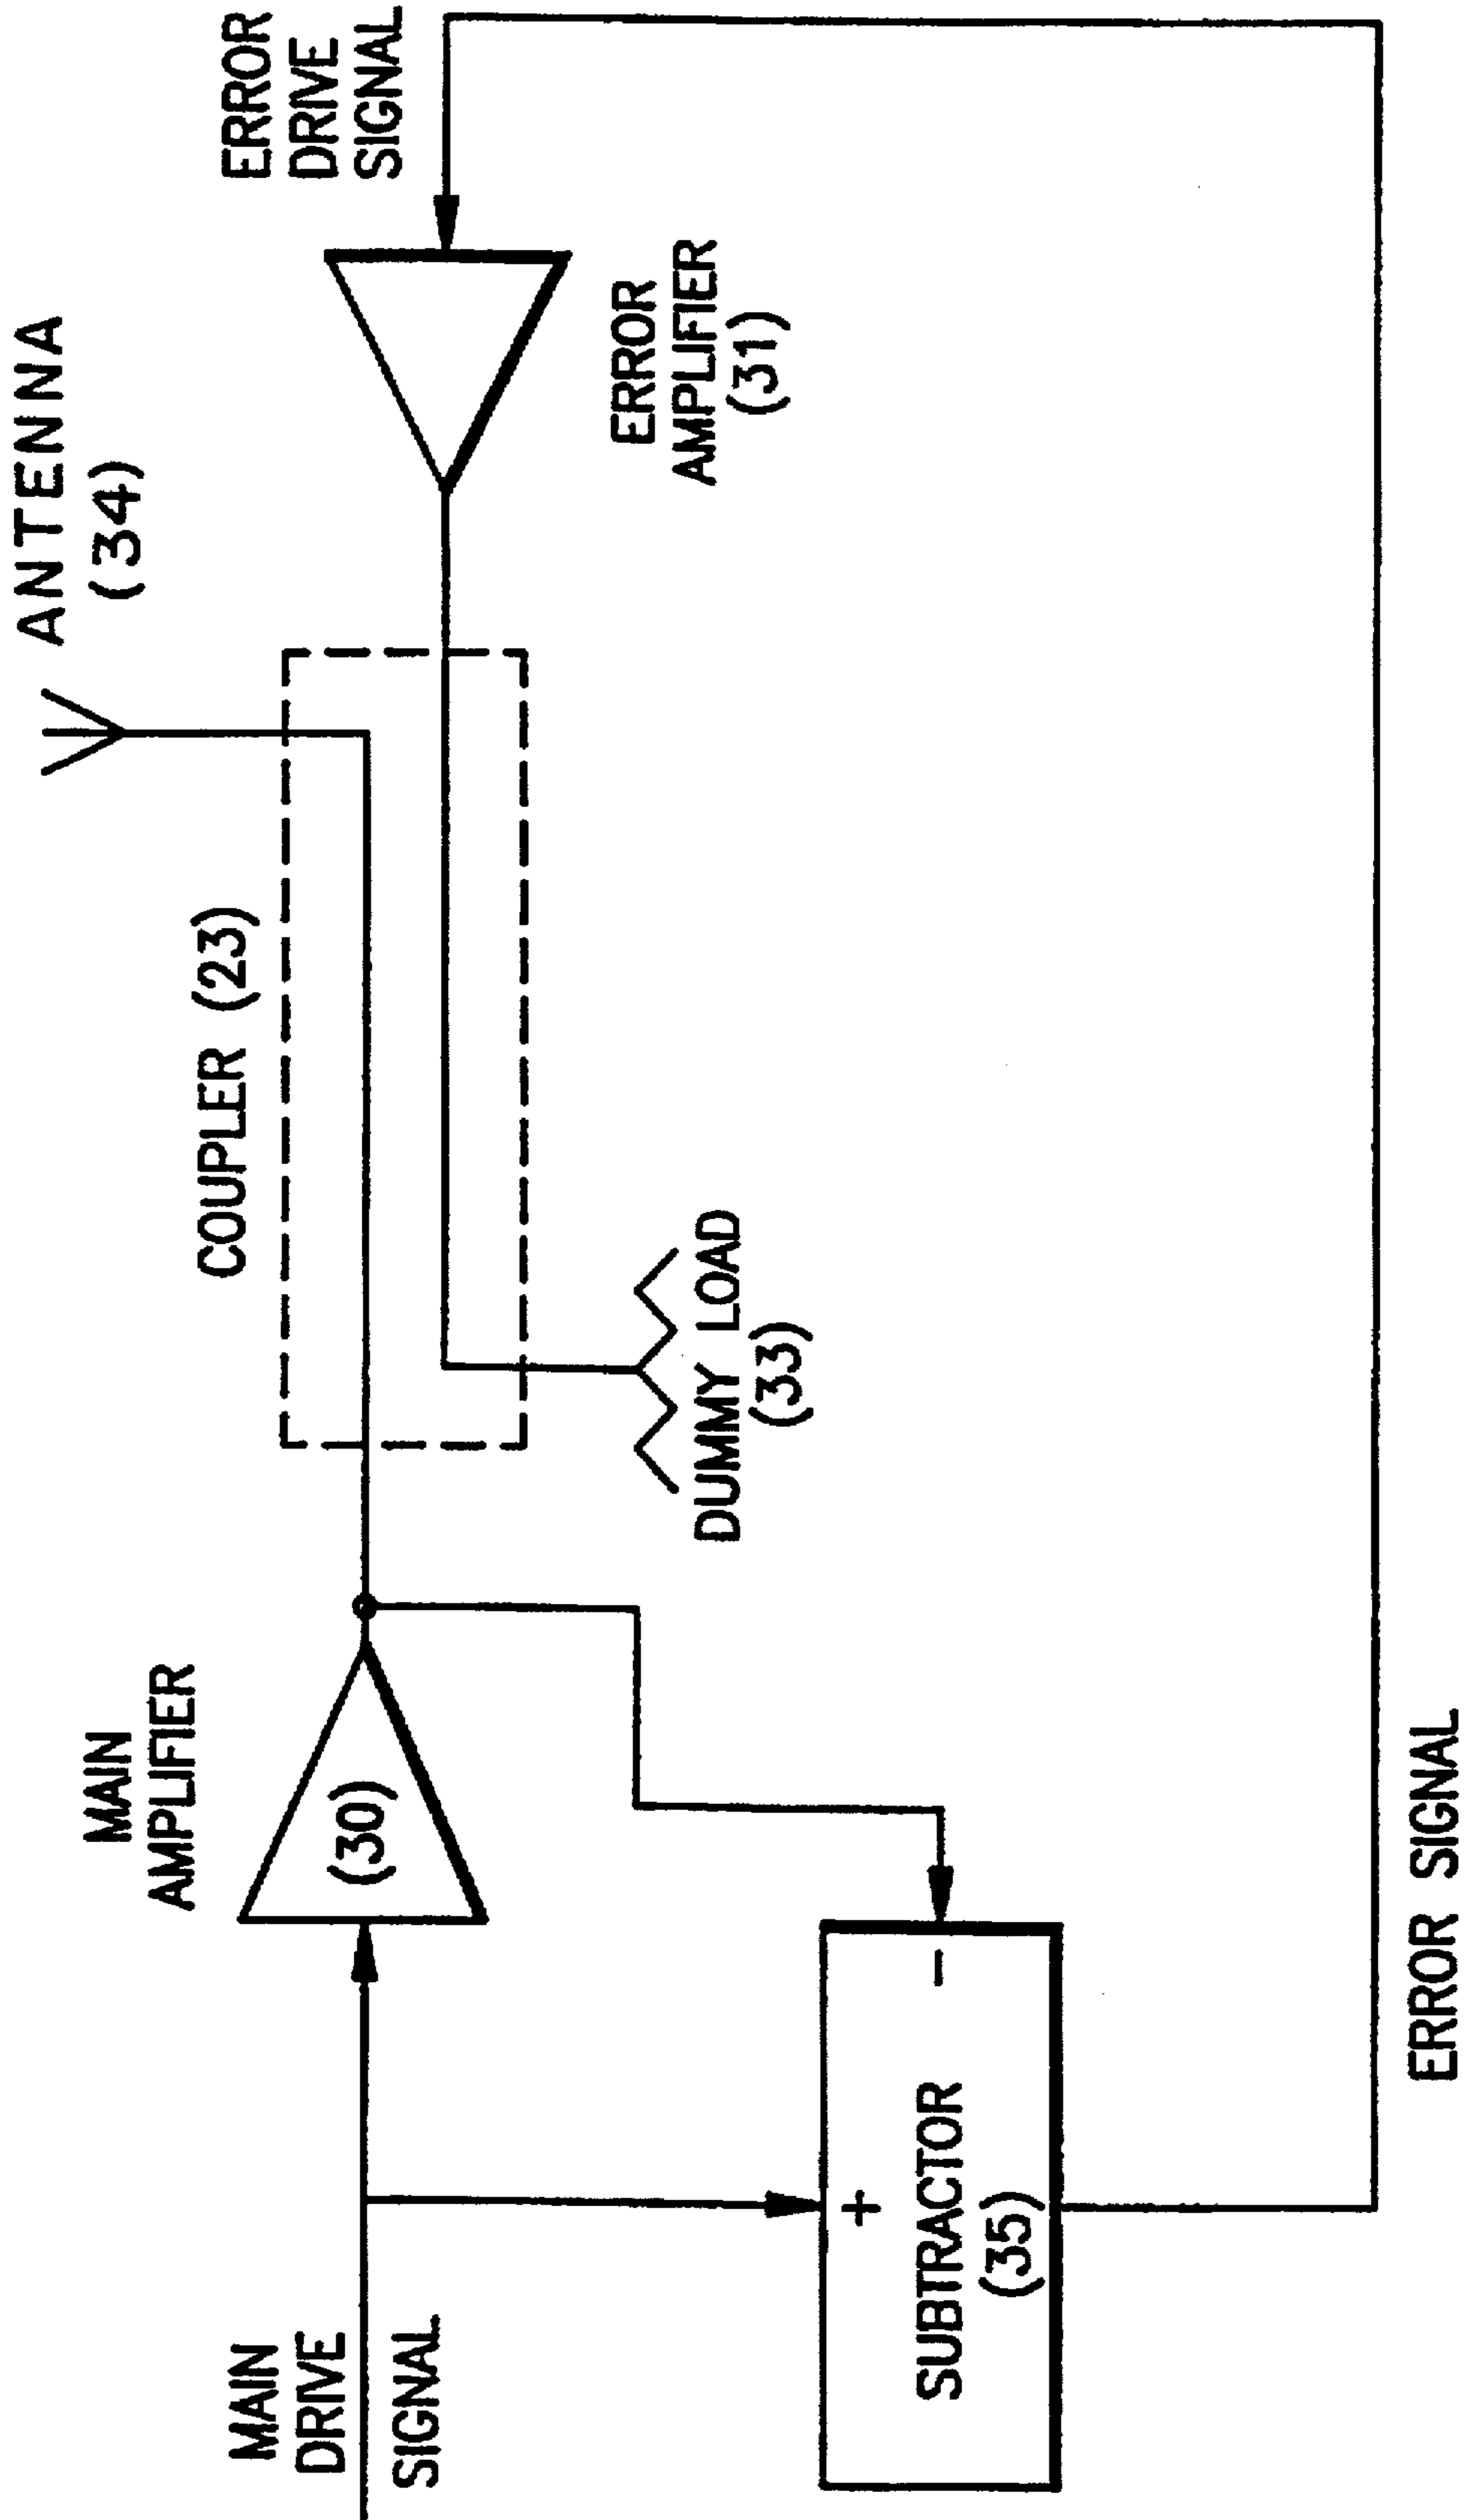 ANTENNA
(34)
ERROR
DRIVE
SIGNAL
COUPLER (23)
MAIN
AMPLIFIER
(30)
MAIN
DRIVE
SIGNAL
ERROR
AMPLIFIER
(31)
DUMMY LOAD
(33)
+
−
SUBTRACTOR
(35)
ERROR SIGNAL